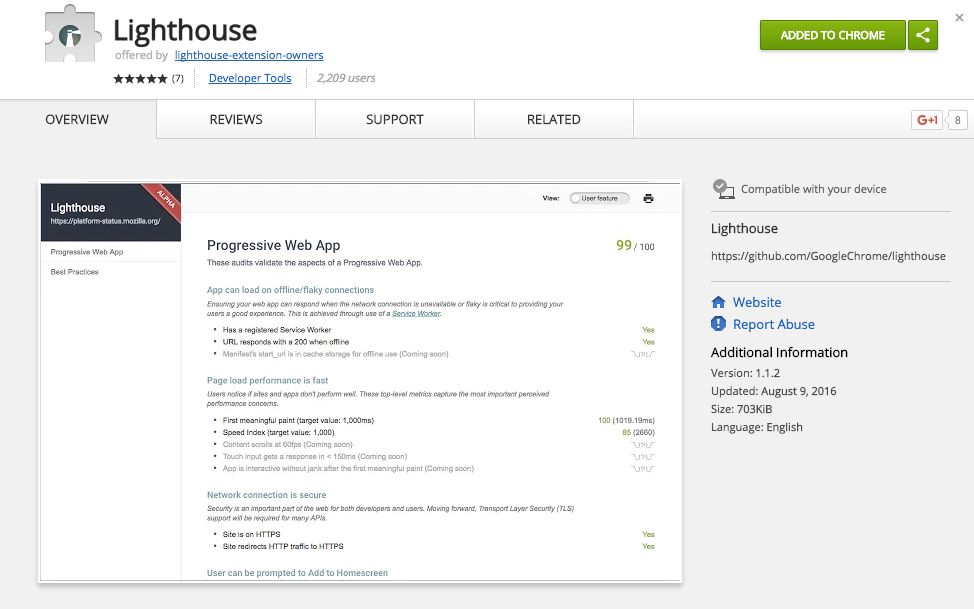 Lighthouse
offered by lighthouse-extension-owners
★★★★★ (7) Developer Tools 2,209 users
ADDED TO CHROME
OVERVIEW REVIEWS SUPPORT RELATED
G+1 8
Lighthouse
https://platform-status.mozilla.org/
ALPHA
Progressive Web App
Best Practices
View: User feature
Progressive Web App 99 / 100
These audits validate the aspects of a Progressive Web App.
App can load on offline/flaky connections
Ensuring your web app can respond when the network connection is unavailable or flaky is critical to providing your
users a good experience. This is achieved through use of a Service Worker.
• Has a registered Service Worker Yes
• URL responds with a 200 when offline Yes
• Manifest's start_url is in cache storage for offline use (Coming soon) ¯\_(ツ)_/¯
Page load performance is fast
Users notice if sites and apps don't perform well. These top-level metrics capture the most important perceived
performance concerns.
• First meaningful paint (target value: 1,000ms) 100 (1019.19ms)
• Speed Index (target value: 1,000) 85 (2660)
• Content scrolls at 60fps (Coming soon) ¯\_(ツ)_/¯
• Touch input gets a response in < 150ms (Coming soon) ¯\_(ツ)_/¯
• App is interactive without jank after the first meaningful paint (Coming soon) ¯\_(ツ)_/¯
Network connection is secure
Security is an important part of the web for both developers and users. Moving forward, Transport Layer Security (TLS)
support will be required for many APIs.
• Site is on HTTPS Yes
• Site redirects HTTP traffic to HTTPS Yes
User can be prompted to Add to Homescreen
Compatible with your device
Lighthouse
https://github.com/GoogleChrome/lighthouse
Website
Report Abuse
Additional Information
Version: 1.1.2
Updated: August 9, 2016
Size: 703KiB
Language: English